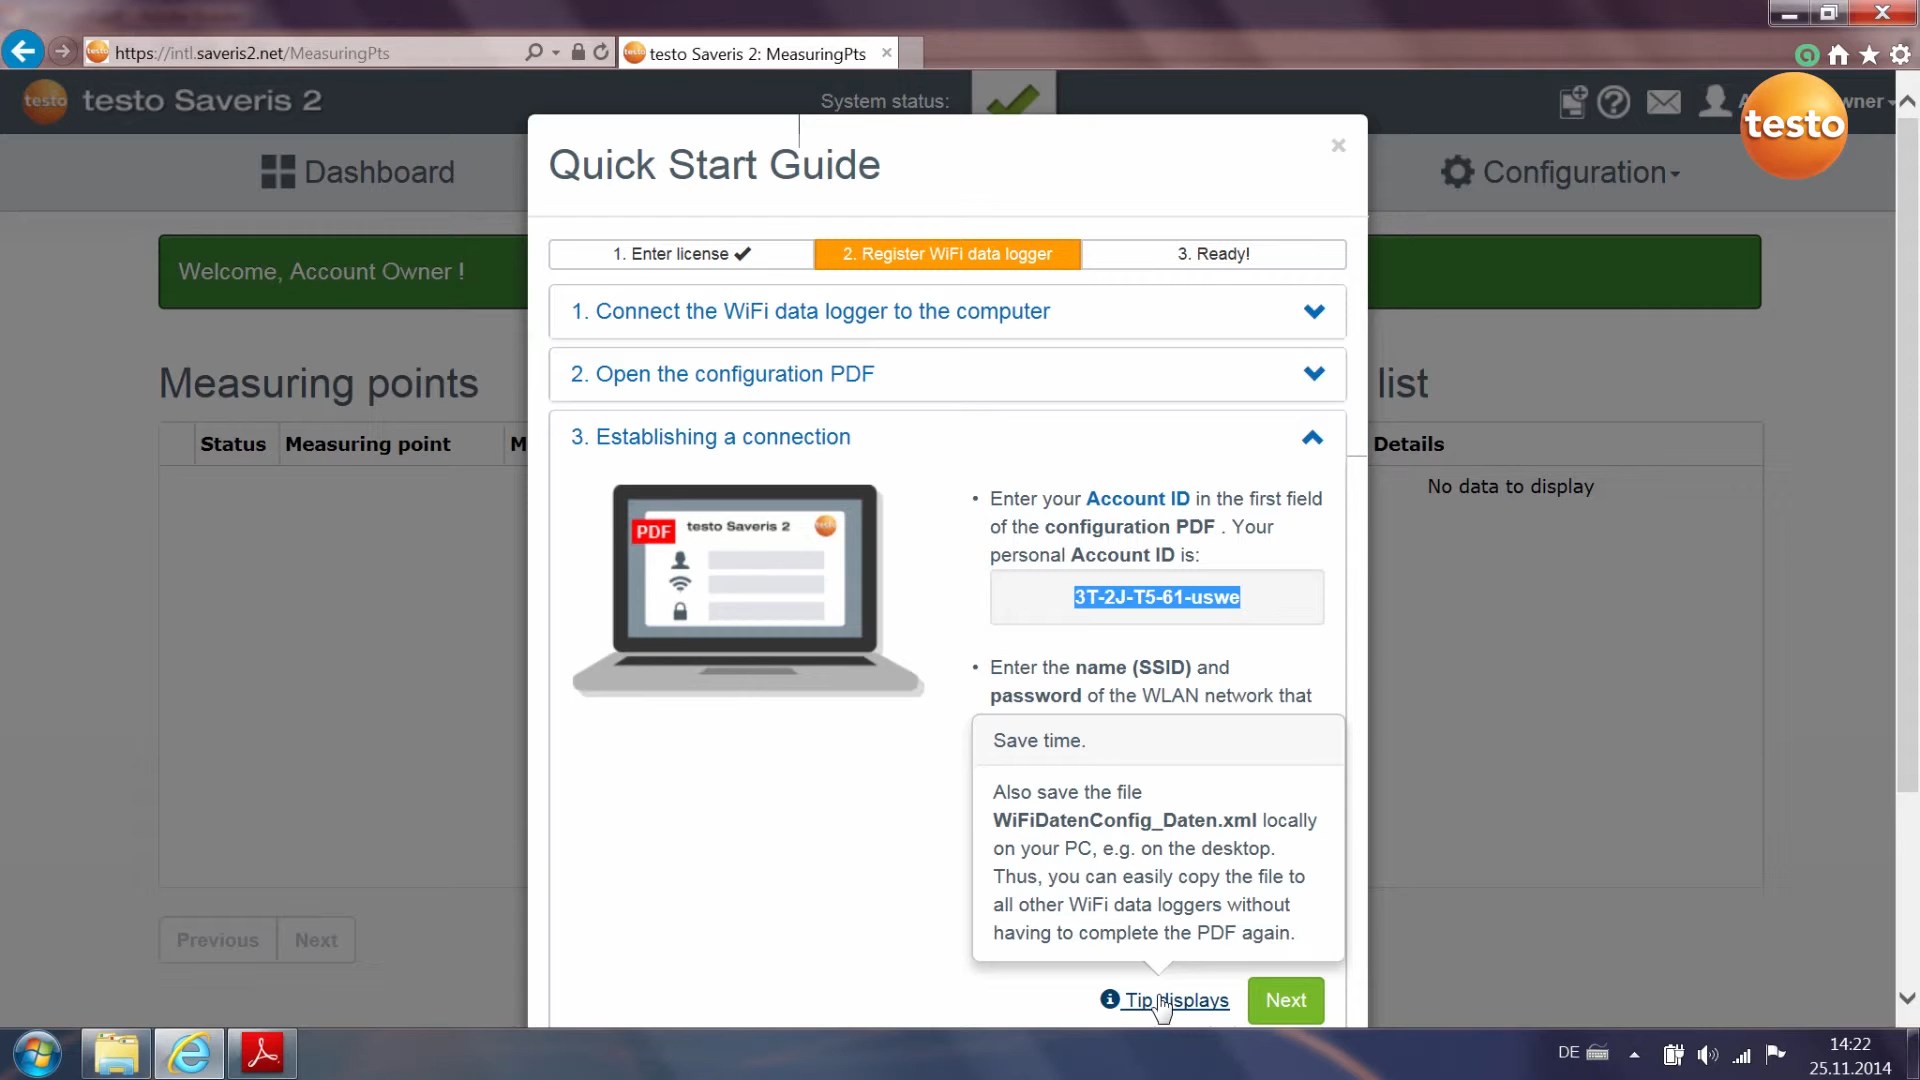 https://intl.saveris2.net/MeasuringPts
testo Saveris 2: MeasuringPts
testo
testo Saveris 2
System status:
wner
testo
Dashboard
Configuration
Quick Start Guide
1. Enter license
2. Register WiFi data logger
3. Ready!
Welcome, Account Owner !
1. Connect the WiFi data logger to the computer
2. Open the configuration PDF
Measuring points
list
3. Establishing a connection
Status
Measuring point
M
Details
No data to display
PDF
testo Saveris 2
• Enter your Account ID in the first field
of the configuration PDF . Your
personal Account ID is:
3T-2J-T5-61-uswe
• Enter the name (SSID) and
password of the WLAN network that
Save time.
Also save the file
WiFiDatenConfig_Daten.xml locally
on your PC, e.g. on the desktop.
Thus, you can easily copy the file to
all other WiFi data loggers without
having to complete the PDF again.
Previous
Next
Tip displays
Next
DE
14:22
25.11.2014